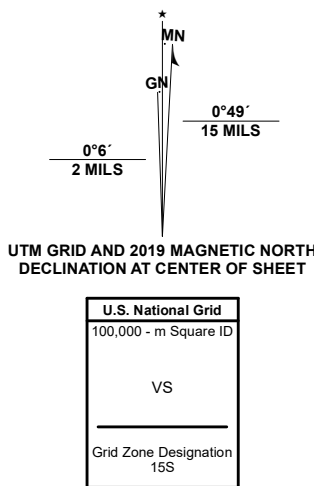 ★
MN
GN
0°49´
15 MILS
0°6´
2 MILS
UTM GRID AND 2019 MAGNETIC NORTH
DECLINATION AT CENTER OF SHEET
U.S. National Grid
100,000 - m Square ID
VS
Grid Zone Designation
15S